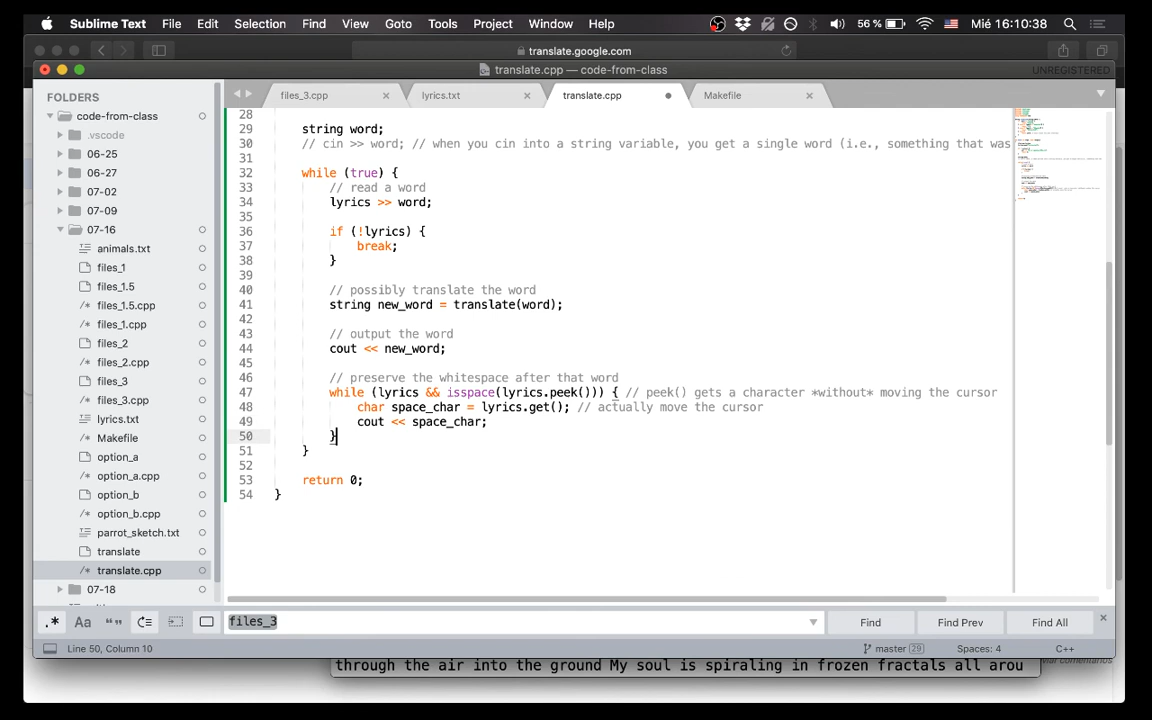 Sublime Text File Edit Selection Find View Goto Tools Project Window Help 56 % Mié 16:10:38
translate.google.com
translate.cpp — code-from-class UNREGISTERED
FOLDERS
code-from-class
.vscode
06-25
06-27
07-02
07-09
07-16
animals.txt
files_1
files_1.5
files_1.5.cpp
files_1.cpp
files_2
files_2.cpp
files_3
files_3.cpp
lyrics.txt
Makefile
option_a
option_a.cpp
option_b
option_b.cpp
parrot_sketch.txt
translate
translate.cpp
07-18
files_3.cpp lyrics.txt translate.cpp Makefile
28
29 string word;
30 // cin >> word; // when you cin into a string variable, you get a single word (i.e., something that was
31
32 while (true) {
33 // read a word
34 lyrics >> word;
35
36 if (!lyrics) {
37 break;
38 }
39
40 // possibly translate the word
41 string new_word = translate(word);
42
43 // output the word
44 cout << new_word;
45
46 // preserve the whitespace after that word
47 while (lyrics && isspace(lyrics.peek())) { // peek() gets a character *without* moving the cursor
48 char space_char = lyrics.get(); // actually move the cursor
49 cout << space_char;
50 }
51 }
52
53 return 0;
54 }
.* Aa “” files_3 Find Find Prev Find All
Line 50, Column 10 master 29 Spaces: 4 C++
through the air into the ground My soul is spiraling in frozen fractals all arou